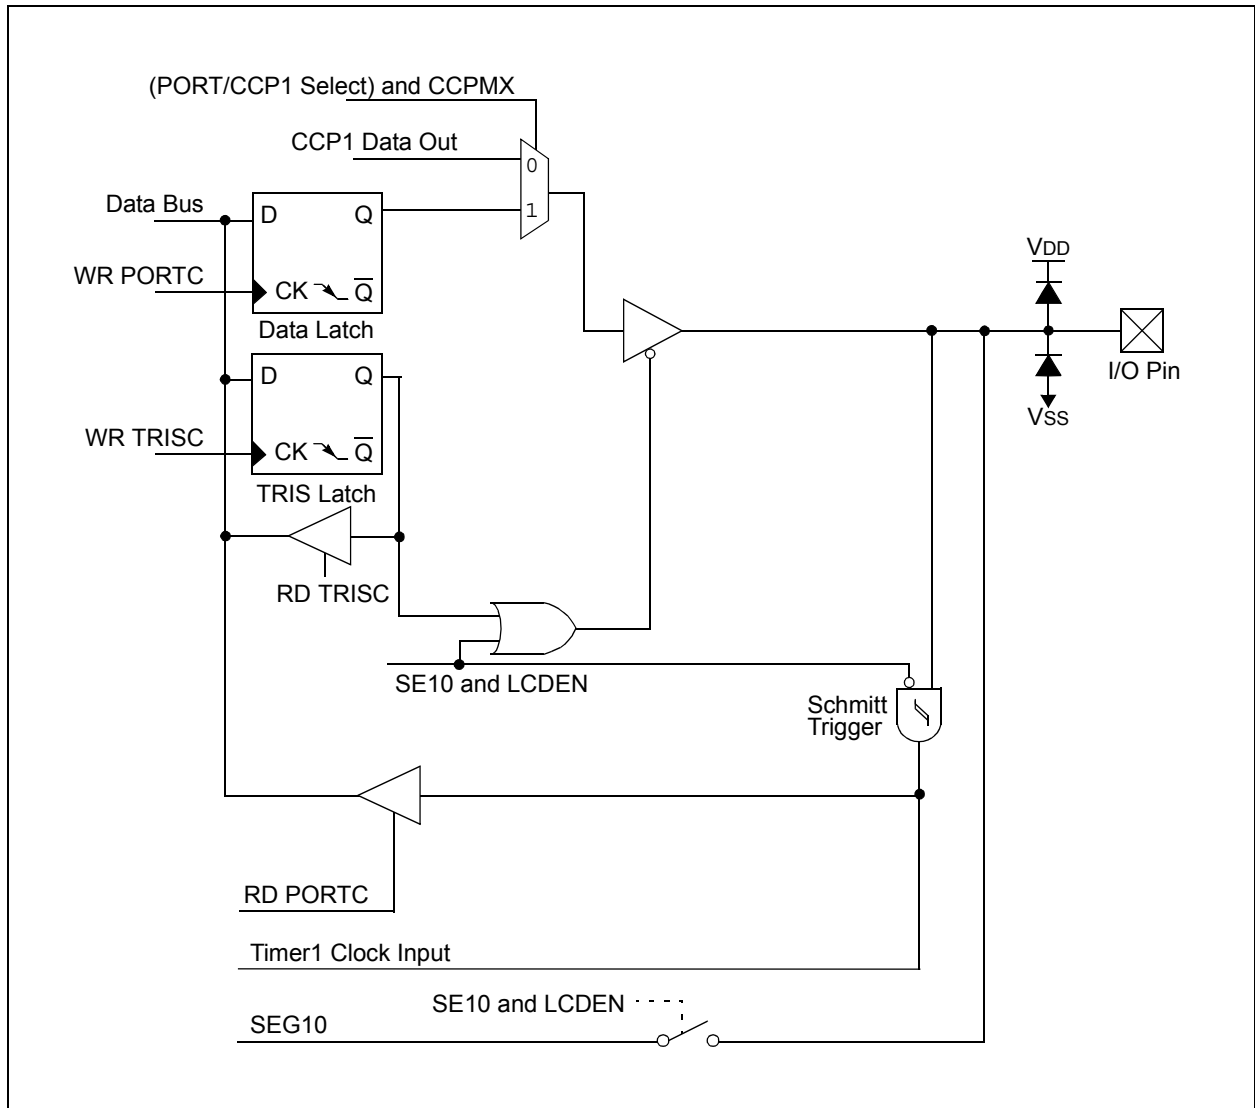 (PORT/CCP1 Select) and CCPMX
CCP1 Data Out
0
Data Bus
D Q
1
WR PORTC
CK Q
Data Latch
VDD
I/O Pin
VSS
D Q
WR TRISC
CK Q
TRIS Latch
RD TRISC
SE10 and LCDEN
Schmitt
Trigger
RD PORTC
Timer1 Clock Input
SE10 and LCDEN
SEG10